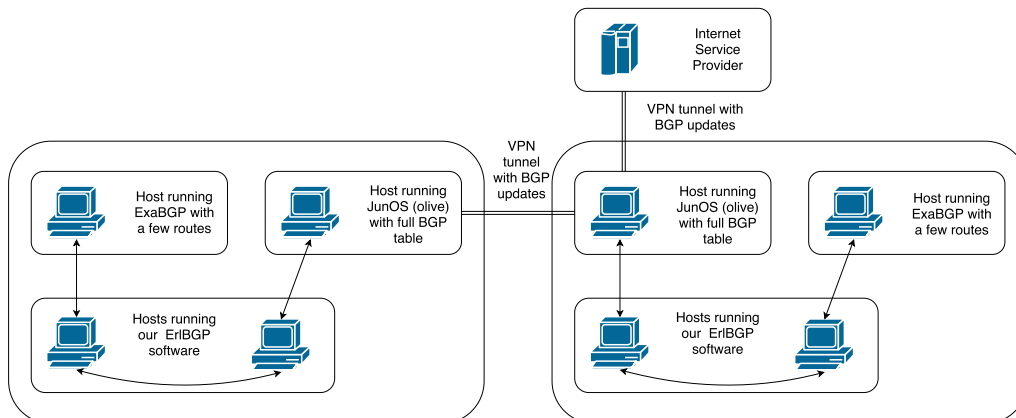 Internet
Service
Provider
VPN tunnel with
BGP updates
VPN
tunnel
with BGP
updates
Host running
ExaBGP with
a few routes
Host running
JunOS (olive)
with full BGP
table
Host running
JunOS (olive)
with full BGP
table
Host running
ExaBGP with
a few routes
Hosts running
our ErlBGP
software
Hosts running
our ErlBGP
software